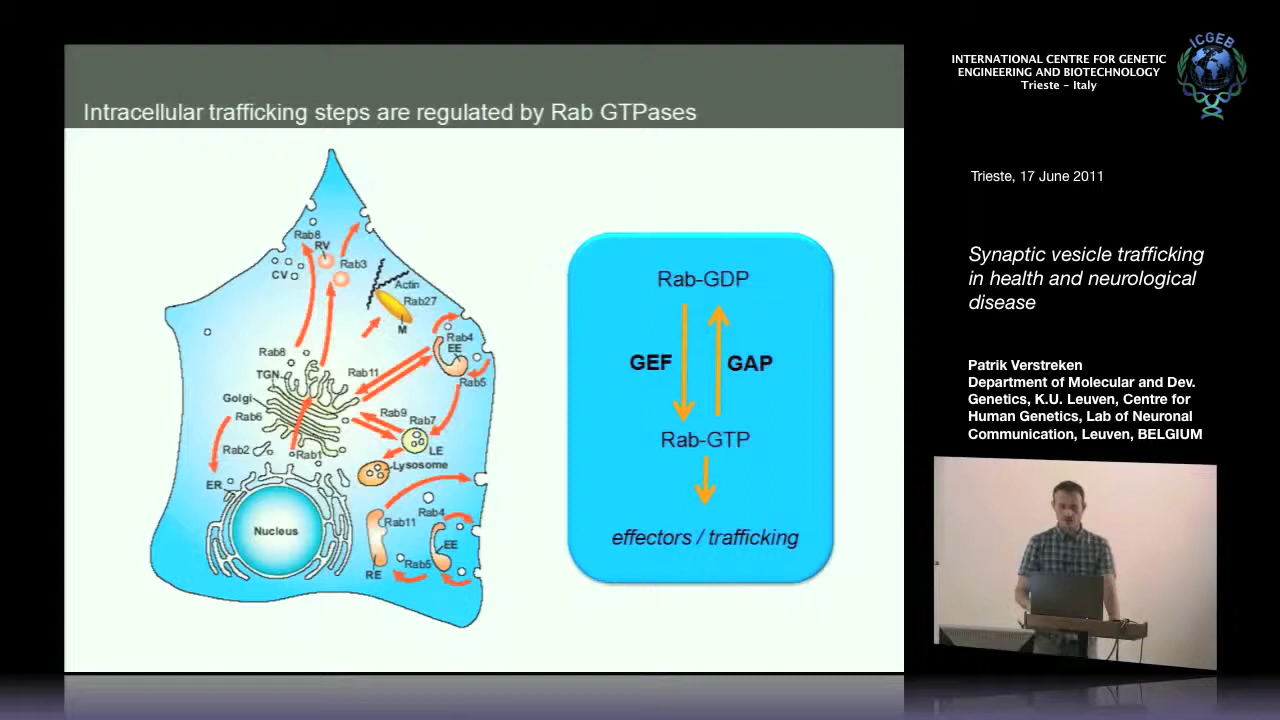 Intracellular trafficking steps are regulated by Rab GTPases
Rab8
RV
Rab3
CV
Actin
Rab27
M
Rab4
EE
Rab5
Rab8
TGN
Rab11
Golgi
Rab6
Rab9
Rab7
LE
Rab2
Rab1
Lysosome
ER
Nucleus
Rab4
Rab11
EE
Rab5
RE
Rab-GDP
GEF
GAP
Rab-GTP
effectors / trafficking
INTERNATIONAL CENTRE FOR GENETIC
ENGINEERING AND BIOTECHNOLOGY
Trieste - Italy
ICGEB
Trieste, 17 June 2011
Synaptic vesicle trafficking
in health and neurological
disease
Patrik Verstreken
Department of Molecular and Dev.
Genetics, K.U. Leuven, Centre for
Human Genetics, Lab of Neuronal
Communication, Leuven, BELGIUM